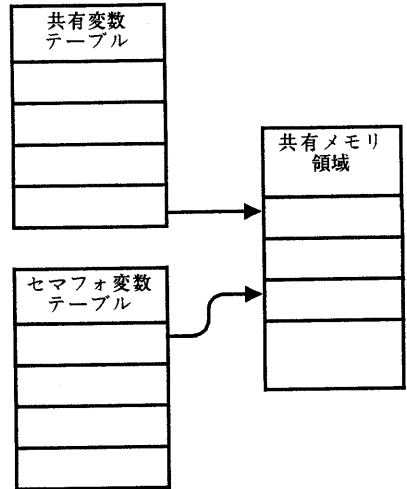 共有変数
テーブル
共有メモリ
領域
セマフォ変数
テーブル